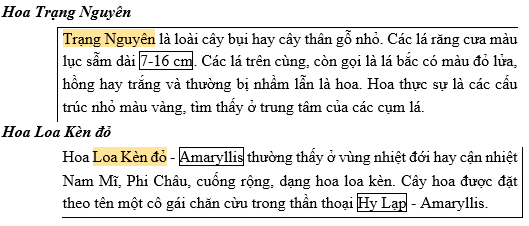 Hoa Trạng Nguyên
Trạng Nguyên là loài cây bụi hay cây thân gỗ nhỏ. Các lá răng cưa màu
lục sẫm dài 7-16 cm. Các lá trên cùng, còn gọi là lá bắc có màu đỏ lửa,
hồng hay trắng và thường bị nhầm lẫn là hoa. Hoa thực sự là các cấu
trúc nhỏ màu vàng, tìm thấy ở trung tâm của các cụm lá.
Hoa Loa Kèn đỏ
Hoa Loa Kèn đỏ - Amaryllis thường thấy ở vùng nhiệt đới hay cận nhiệt
Nam Mĩ, Phi Châu, cuống rộng, dạng hoa loa kèn. Cây hoa được đặt
theo tên một cô gái chăn cừu trong thần thoại Hy Lạp - Amaryllis.